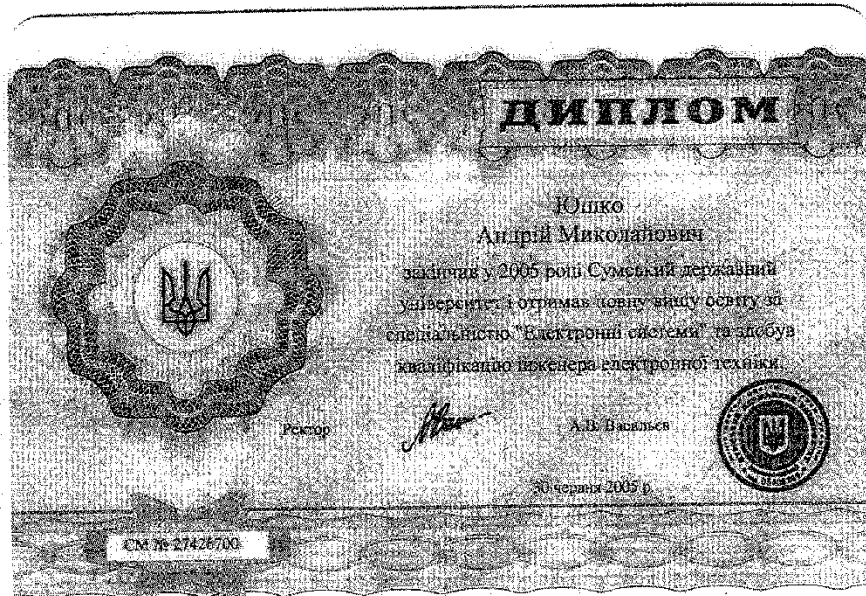 ДИПЛОМ
Юшко
Андрій Миколайович
закінчив у 2005 році Сумський державний
університет і отримав повну вищу освіту за
спеціальністю "Електронні системи" та здобув
кваліфікацію інженера електронної техніки.
Ректор
А.В. Васильєв
30 червня 2005 р.
СМ № 27426700